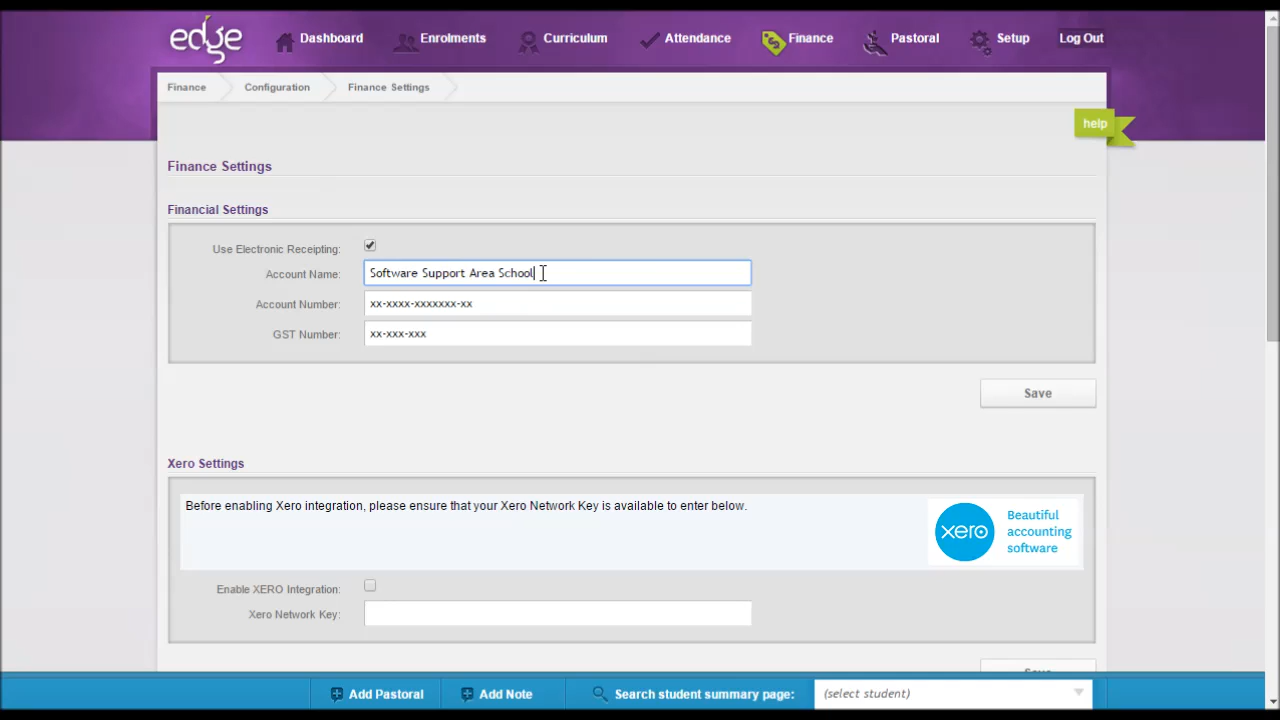 edge
Dashboard Enrolments Curriculum Attendance Finance Pastoral Setup Log Out
Finance Configuration Finance Settings
help
Finance Settings
Financial Settings
Use Electronic Receipting:
Account Name: Software Support Area School
Account Number: xx-xxxx-xxxxxxx-xx
GST Number: xx-xxx-xxx
Save
Xero Settings
Before enabling Xero integration, please ensure that your Xero Network Key is available to enter below.
xero
Beautiful
accounting
software
Enable XERO Integration:
Xero Network Key:
Save
Add Pastoral Add Note Search student summary page: (select student)